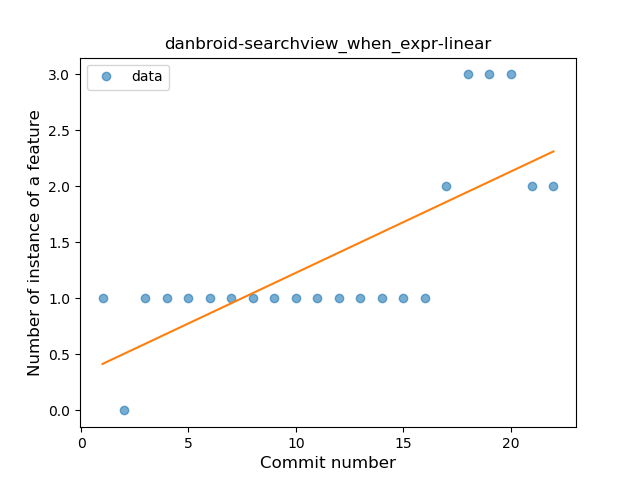 danbroid-searchview_when_expr-linear
data
Number of instance of a feature
3.0
2.5
2.0
1.5
1.0
0.5
0.0
0 5 10 15 20
Commit number